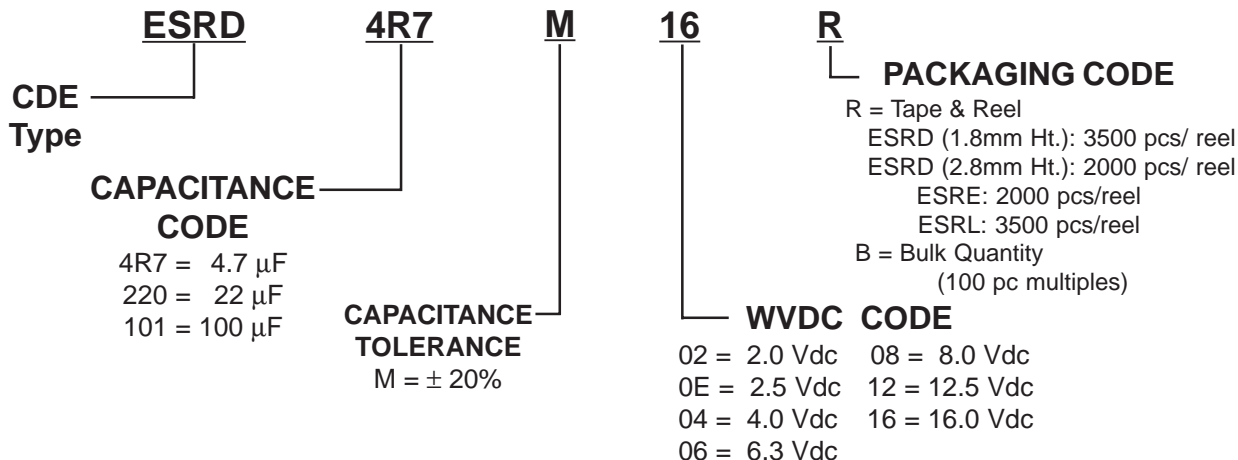 ESRD 4R7 M 16 R
CDE
Type
CAPACITANCE
CODE
4R7 = 4.7 µF
220 = 22 µF
101 = 100 µF
CAPACITANCE
TOLERANCE
M = ± 20%
WVDC CODE
02 = 2.0 Vdc 08 = 8.0 Vdc
0E = 2.5 Vdc 12 = 12.5 Vdc
04 = 4.0 Vdc 16 = 16.0 Vdc
06 = 6.3 Vdc
PACKAGING CODE
R = Tape & Reel
ESRD (1.8mm Ht.): 3500 pcs/ reel
ESRD (2.8mm Ht.): 2000 pcs/ reel
ESRE: 2000 pcs/reel
ESRL: 3500 pcs/reel
B = Bulk Quantity
(100 pc multiples)